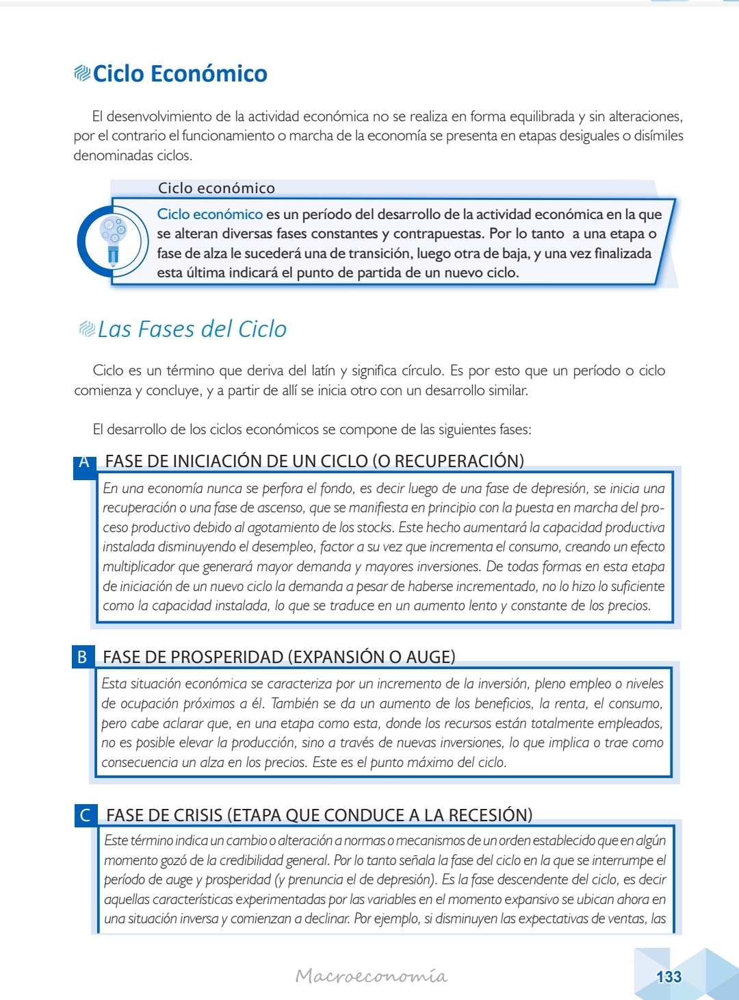 Ciclo Económico
El desenvolvimiento de la actividad económica no se realiza en forma equilibrada y sin alteraciones,
por el contrario el funcionamiento o marcha de la economía se presenta en etapas desiguales o disímiles
denominadas ciclos.
Ciclo económico
Ciclo económico es un período del desarrollo de la actividad económica en la que
se alteran diversas fases constantes y contrapuestas. Por lo tanto a una etapa o
fase de alza le sucederá una de transición, luego otra de baja, y una vez finalizada
esta última indicará el punto de partida de un nuevo ciclo.
Las Fases del Ciclo
Ciclo es un término que deriva del latín y significa círculo. Es por esto que un período o ciclo
comienza y concluye, y a partir de allí se inicia otro con un desarrollo similar.
El desarrollo de los ciclos económicos se compone de las siguientes fases:
A FASE DE INICIACIÓN DE UN CICLO (O RECUPERACIÓN)
En una economía nunca se perfora el fondo, es decir luego de una fase de depresión, se inicia una
recuperación o una fase de ascenso, que se manifiesta en principio con la puesta en marcha del pro-
ceso productivo debido al agotamiento de los stocks. Este hecho aumentará la capacidad productiva
instalada disminuyendo el desempleo, factor a su vez que incrementa el consumo, creando un efecto
multiplicador que generará mayor demanda y mayores inversiones. De todas formas en esta etapa
de iniciación de un nuevo ciclo la demanda a pesar de haberse incrementado, no lo hizo lo suficiente
como la capacidad instalada, lo que se traduce en un aumento lento y constante de los precios.
B FASE DE PROSPERIDAD (EXPANSIÓN O AUGE)
Esta situación económica se caracteriza por un incremento de la inversión, pleno empleo o niveles
de ocupación próximos a él. También se da un aumento de los beneficios, la renta, el consumo,
pero cabe aclarar que, en una etapa como esta, donde los recursos están totalmente empleados,
no es posible elevar la producción, sino a través de nuevas inversiones, lo que implica o trae como
consecuencia un alza en los precios. Este es el punto máximo del ciclo.
C FASE DE CRISIS (ETAPA QUE CONDUCE A LA RECESIÓN)
Este término indica un cambio o alteración a normas o mecanismos de un orden establecido que en algún
momento gozó de la credibilidad general. Por lo tanto señala la fase del ciclo en la que se interrumpe el
período de auge y prosperidad (y prenuncia el de depresión). Es la fase descendente del ciclo, es decir
aquellas características experimentadas por las variables en el momento expansivo se ubican ahora en
una situación inversa y comienzan a declinar. Por ejemplo, si disminuyen las expectativas de ventas, las
Macroeconomía
133